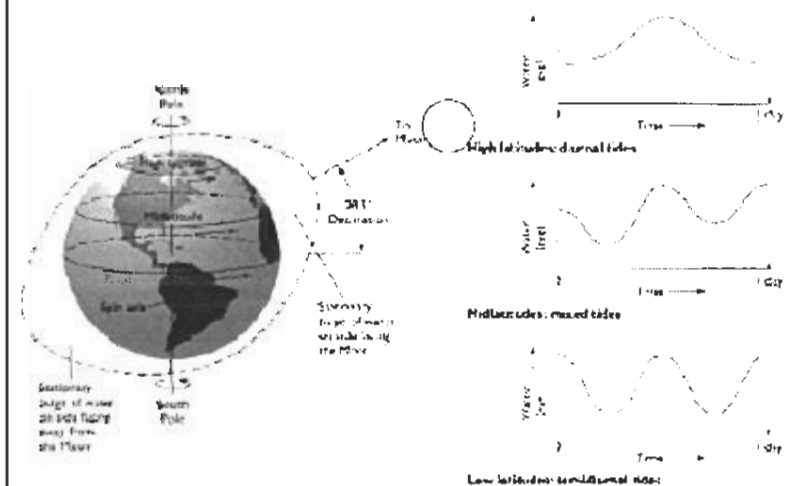 North
Pole
High latitude
Midlatitude
Spin axis
South
Pole
Stationary
bulge of water
on side facing
away from
the Moon
To
Moon
Declination
Stationary
bulge of water
on side facing
the Moon
Water
level
Time
1 day
High latitudes: diurnal tides
Water
level
Time
1 day
Midlatitudes: mixed tides
Water
level
Time
1 day
Low latitudes: semidiurnal tides